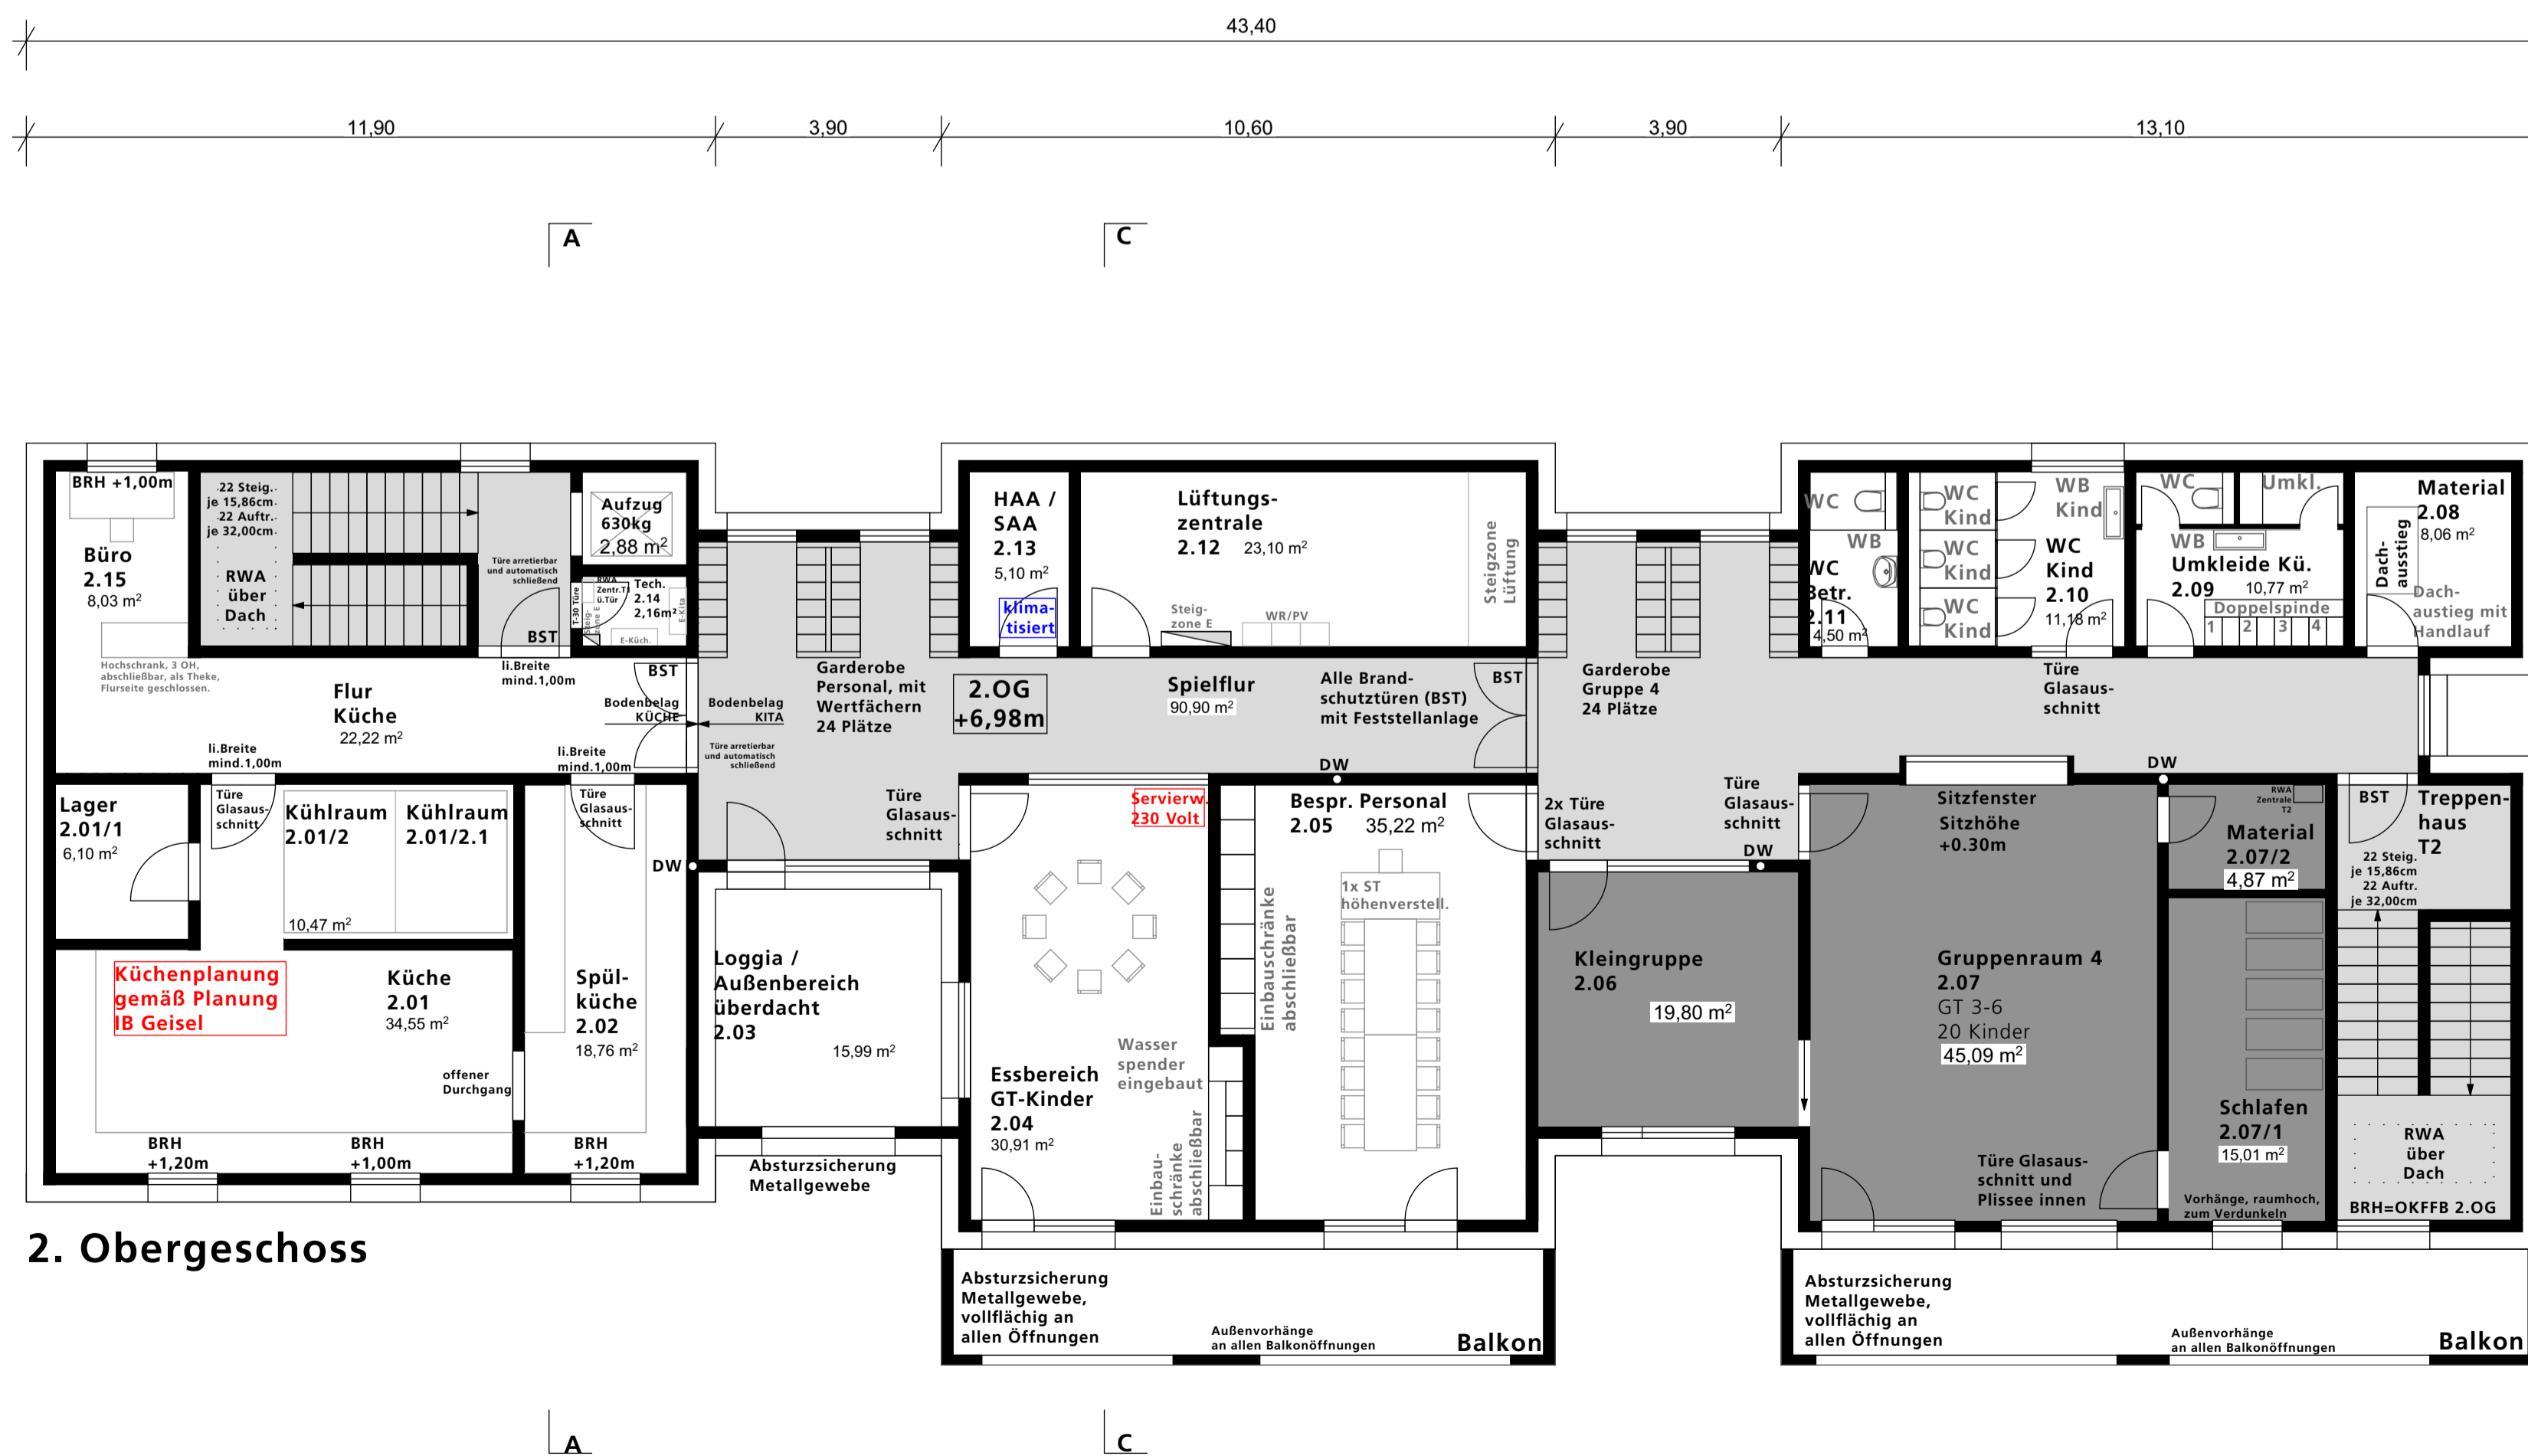 43,40
11,90
3,90
10,60
3,90
13,10
A
C
BRH +1,00m
Büro
2.15
8,03 m²
Hochschrank, 3 OH,
abschließbar, als Theke,
Flurseite geschlossen.
22 Steig.
je 15,86cm
22 Auftr.
je 32,00cm
RWA
über
Dach
Türe arretierbar
und automatisch
schließend
BST
Aufzug
630kg
2,88 m²
T-30 Türe
RWA
Zentr.T1
ü.Tür
Steig-
zone E
Tech.
2.14
2,16m²
E-Kita
E-Küch.
li.Breite
mind.1,00m
BST
Flur
Küche
22,22 m²
Bodenbelag
KÜCHE
Bodenbelag
KITA
Türe arretierbar
und automatisch
schließend
Garderobe
Personal, mit
Wertfächern
24 Plätze
2.OG
+6,98m
HAA /
SAA
2.13
5,10 m²
klima-
tisiert
Lüftungs-
zentrale
2.12 23,10 m²
Steig-
zone E
WR/PV
Steigzone
Lüftung
Spielflur
90,90 m²
Alle Brand-
schutztüren (BST)
mit Feststellanlage
BST
Garderobe
Gruppe 4
24 Plätze
WC
WB
WC
Betr.
2.11
4,50 m²
WC
Kind
WC
Kind
WC
Kind
WB
Kind
WC
Kind
2.10
11,18 m²
WC
Umkl.
WB
Umkleide Kü.
2.09 10,77 m²
Doppelspinde
1 2 3 4
Material
2.08
8,06 m²
Dach-
ausstieg
Dach-
austieg mit
Handlauf
Türe
Glasaus-
schnitt
li.Breite
mind.1,00m
li.Breite
mind.1,00m
Lager
2.01/1
6,10 m²
Türe
Glasaus-
schnitt
Kühlraum
2.01/2
Kühlraum
2.01/2.1
10,47 m²
Türe
Glasaus-
schnitt
DW
Küchenplanung
gemäß Planung
IB Geisel
Küche
2.01
34,55 m²
offener
Durchgang
Spül-
küche
2.02
18,76 m²
BRH
+1,20m
BRH
+1,00m
BRH
+1,20m
Türe
Glasaus-
schnitt
Loggia /
Außenbereich
überdacht
2.03
15,99 m²
Absturzsicherung
Metallgewebe
Servierw.
230 Volt
Essbereich
GT-Kinder
2.04
30,91 m²
Wasser
spender
eingebaut
Einbau-
schränke
abschließbar
DW
Bespr. Personal
2.05 35,22 m²
Einbauschränke
abschließbar
1x ST
höhenverstell.
2x Türe
Glasaus-
schnitt
Türe
Glasaus-
schnitt
DW
Kleingruppe
2.06
19,80 m²
Sitzfenster
Sitzhöhe
+0.30m
Gruppenraum 4
2.07
GT 3-6
20 Kinder
45,09 m²
Türe Glasaus-
schnitt und
Plissee innen
DW
RWA
Zentrale
T2
Material
2.07/2
4,87 m²
Schlafen
2.07/1
15,01 m²
Vorhänge, raumhoch,
zum Verdunkeln
BST
Treppen-
haus
T2
22 Steig.
je 15,86cm
22 Auftr.
je 32,00cm
RWA
über
Dach
BRH=OKFFB 2.OG
2. Obergeschoss
Absturzsicherung
Metallgewebe,
vollflächig an
allen Öffnungen
Außenvorhänge
an allen Balkonöffnungen
Balkon
Absturzsicherung
Metallgewebe,
vollflächig an
allen Öffnungen
Außenvorhänge
an allen Balkonöffnungen
Balkon
A
C